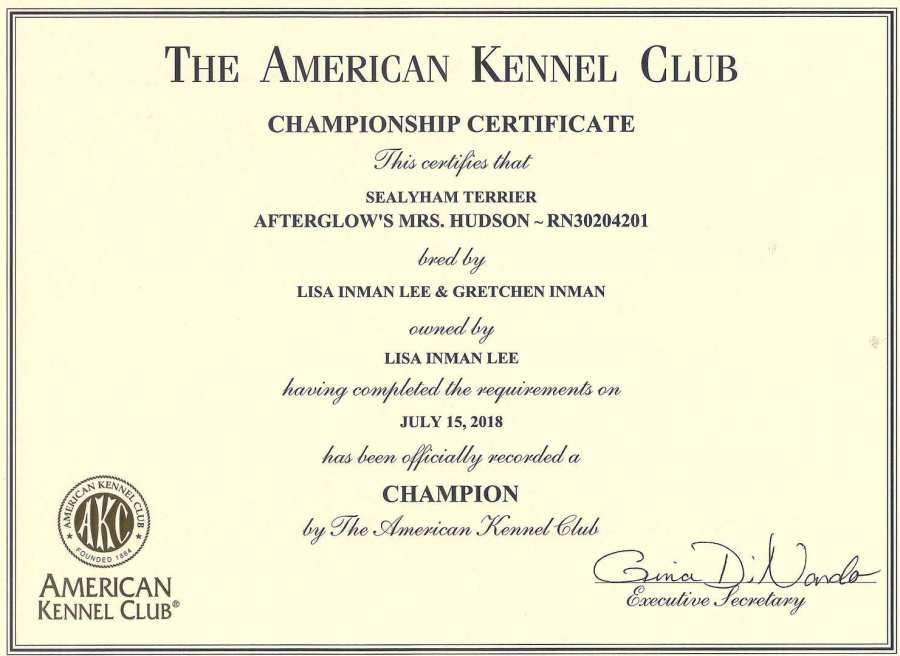 THE AMERICAN KENNEL CLUB
CHAMPIONSHIP CERTIFICATE
This certifies that
SEALYHAM TERRIER
AFTERGLOW'S MRS. HUDSON ~ RN30204201
bred by
LISA INMAN LEE & GRETCHEN INMAN
owned by
LISA INMAN LEE
having completed the requirements on
JULY 15, 2018
has been officially recorded a
CHAMPION
by The American Kennel Club
AMERICAN KENNEL CLUB
AKC
FOUNDED 1884
AMERICAN
KENNEL CLUB®
Gina DiNardo
Executive Secretary